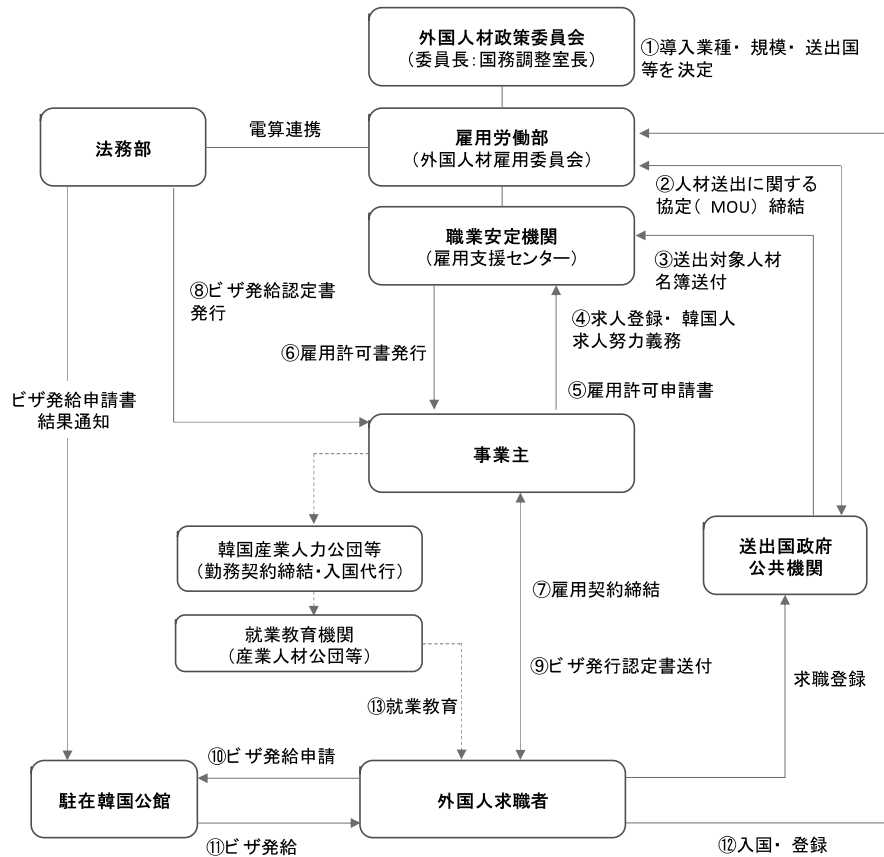 外国人材政策委員会
(委員長:国務調整室長)
①導入業種・規模・送出国
等を決定
法務部
電算連携
雇用労働部
(外国人材雇用委員会)
②人材送出に関する
協定(MOU)締結
職業安定機関
(雇用支援センター)
③送出対象人材
名簿送付
⑧ビザ発給認定書
発行
④求人登録・韓国人
求人努力義務
⑥雇用許可書発行
⑤雇用許可申請書
ビザ発給申請書
結果通知
事業主
韓国産業人力公団等
(勤務契約締結・入国代行)
送出国政府
公共機関
⑦雇用契約締結
就業教育機関
(産業人材公団等)
⑨ビザ発行認定書送付
求職登録
⑬就業教育
⑩ビザ発給申請
駐在韓国公館
外国人求職者
⑪ビザ発給
⑫入国・登録